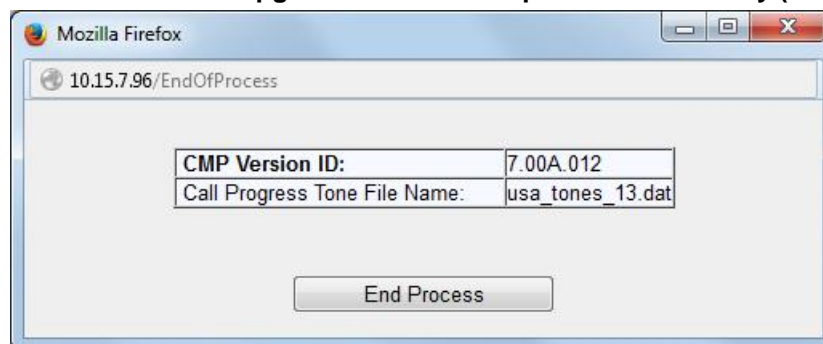 Mozilla Firefox
10.15.7.96/EndOfProcess
CMP Version ID: 7.00A.012
Call Progress Tone File Name: usa_tones_13.dat
End Process